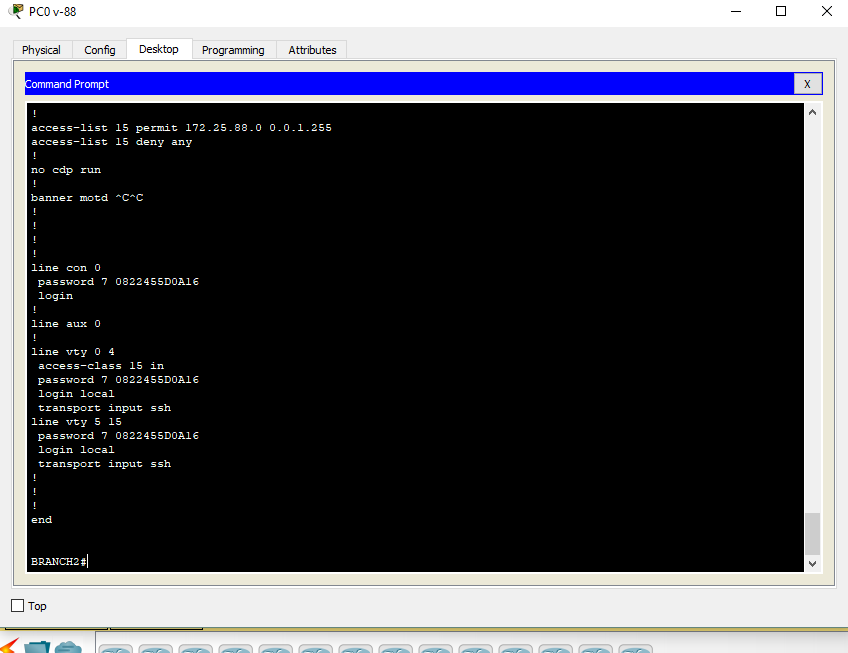 PC0 v-88
Physical Config Desktop Programming Attributes
Command Prompt X
!
access-list 15 permit 172.25.88.0 0.0.1.255
access-list 15 deny any
!
no cdp run
!
banner motd ^C^C
!
!
!
!
line con 0
password 7 0822455D0A16
login
!
line aux 0
!
line vty 0 4
access-class 15 in
password 7 0822455D0A16
login local
transport input ssh
line vty 5 15
password 7 0822455D0A16
login local
transport input ssh
!
!
!
end
BRANCH2#
Top